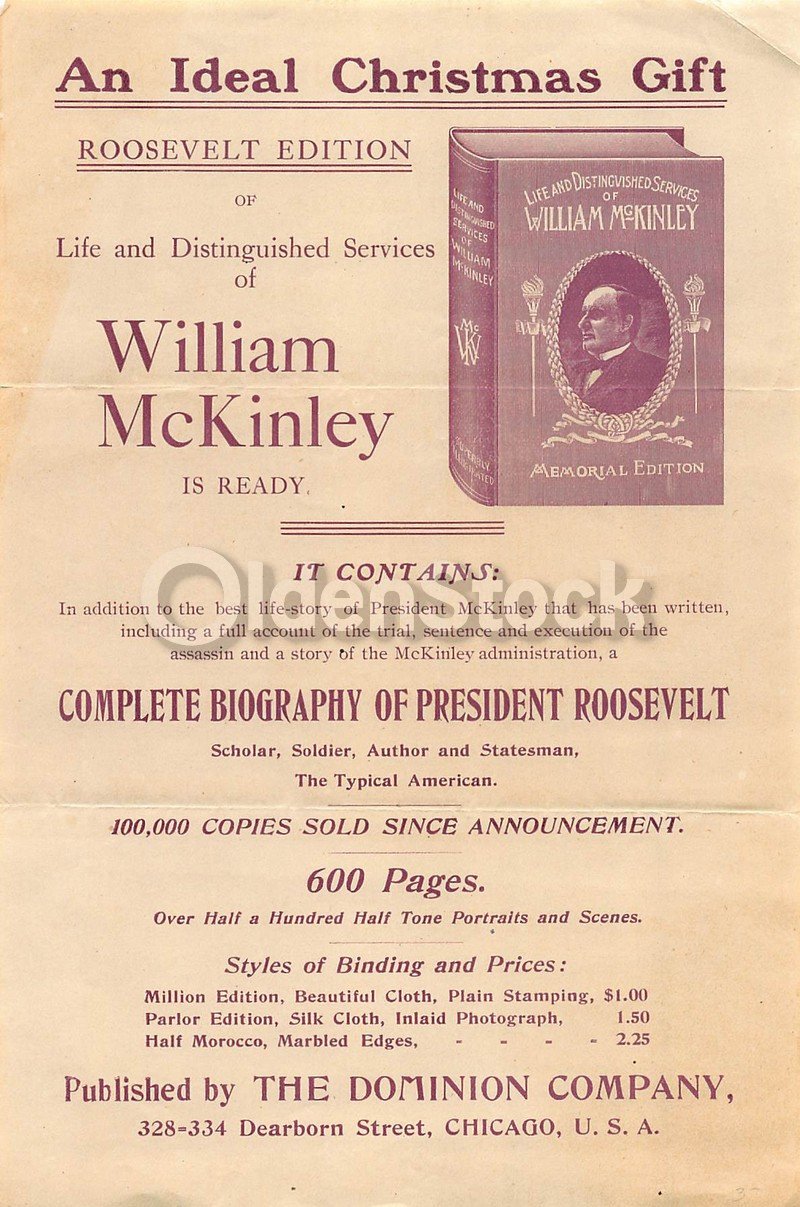 An Ideal Christmas Gift
ROOSEVELT EDITION
OF
Life and Distinguished Services
of
William
McKinley
IS READY.
LIFE AND DISTINGUISHED SERVICES
OF
WILLIAM McKINLEY
MEMORIAL EDITION
LIFE AND
DISTINGUISHED
SERVICES
OF
WILLIAM
McKINLEY
SUPERBLY
ILLUSTRATED
OldenStock
IT CONTAINS:
In addition to the best life-story of President McKinley that has been written,
including a full account of the trial, sentence and execution of the
assassin and a story of the McKinley administration, a
COMPLETE BIOGRAPHY OF PRESIDENT ROOSEVELT
Scholar, Soldier, Author and Statesman,
The Typical American.
100,000 COPIES SOLD SINCE ANNOUNCEMENT.
600 Pages.
Over Half a Hundred Half Tone Portraits and Scenes.
Styles of Binding and Prices:
Million Edition, Beautiful Cloth, Plain Stamping, $1.00
Parlor Edition, Silk Cloth, Inlaid Photograph, 1.50
Half Morocco, Marbled Edges, - - - - 2.25
Published by THE DOMINION COMPANY,
328=334 Dearborn Street, CHICAGO, U. S. A.